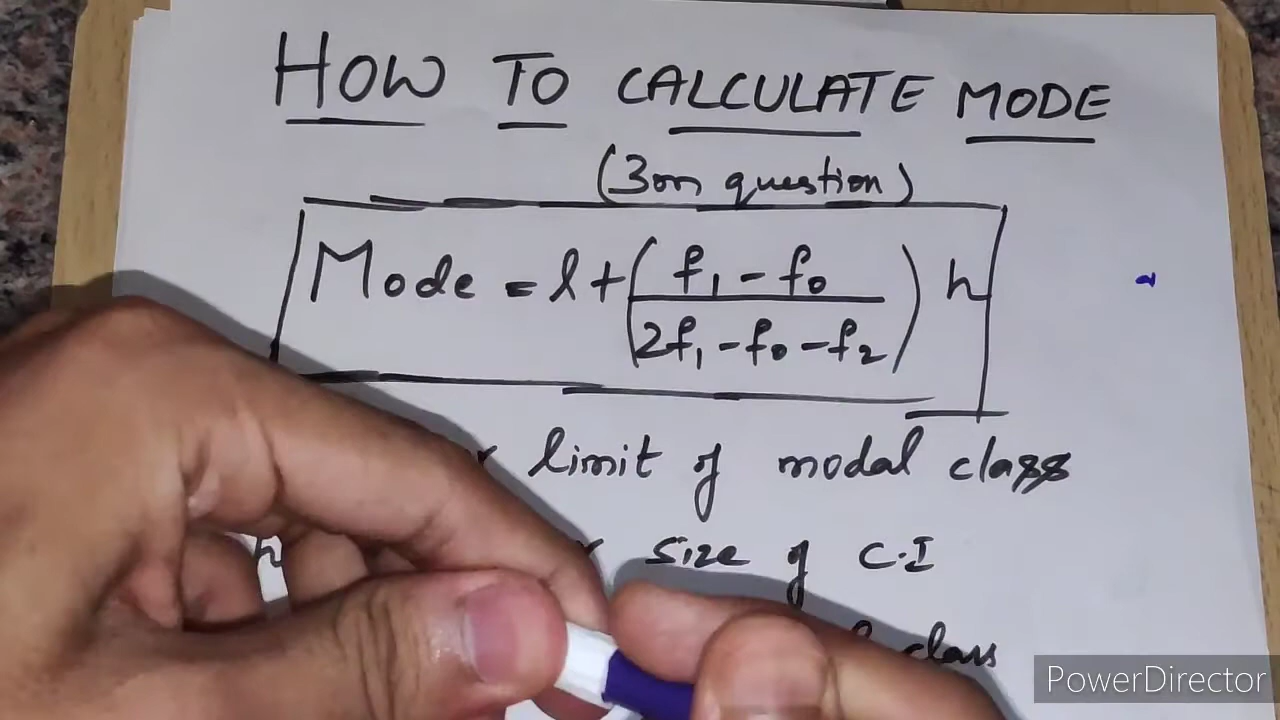 HOW TO CALCULATE MODE
(3m question)
Mode = l + (f₁ - f₀ / 2f₁ - f₀ - f₂) h
limit of modal class
h size of C.I
class
PowerDirector